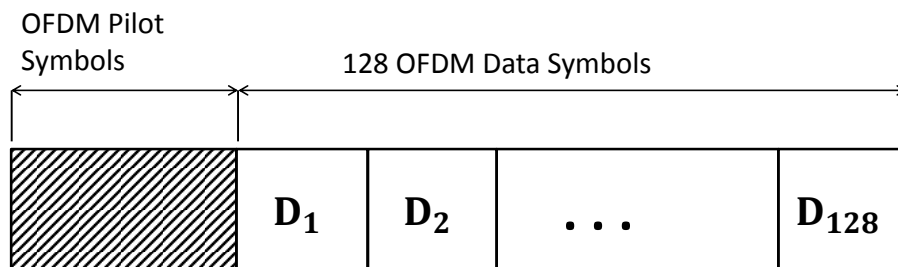 OFDM Pilot
Symbols
128 OFDM Data Symbols
D₁ D₂ . . . D₁₂₈